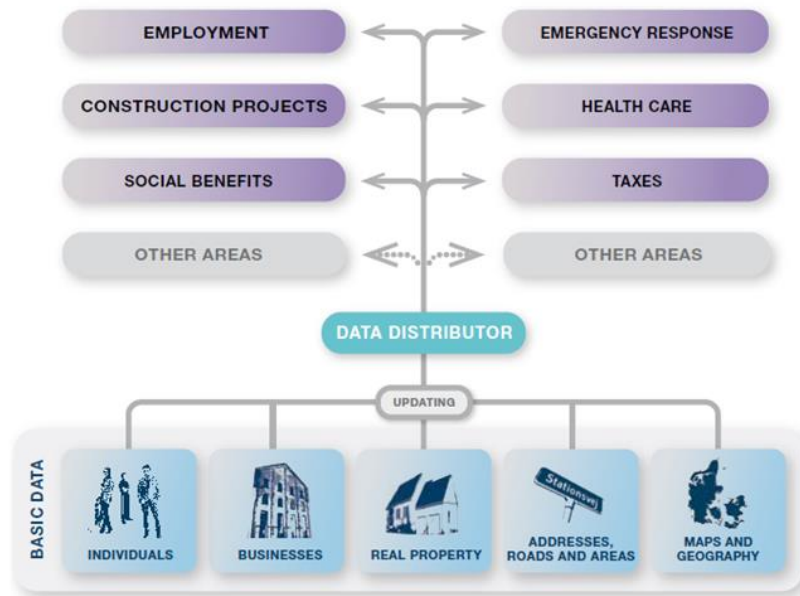 EMPLOYMENT
EMERGENCY RESPONSE
CONSTRUCTION PROJECTS
HEALTH CARE
SOCIAL BENEFITS
TAXES
OTHER AREAS
OTHER AREAS
DATA DISTRIBUTOR
UPDATING
BASIC DATA
Stationsvej
INDIVIDUALS
BUSINESSES
REAL PROPERTY
ADDRESSES,
ROADS AND AREAS
MAPS AND
GEOGRAPHY